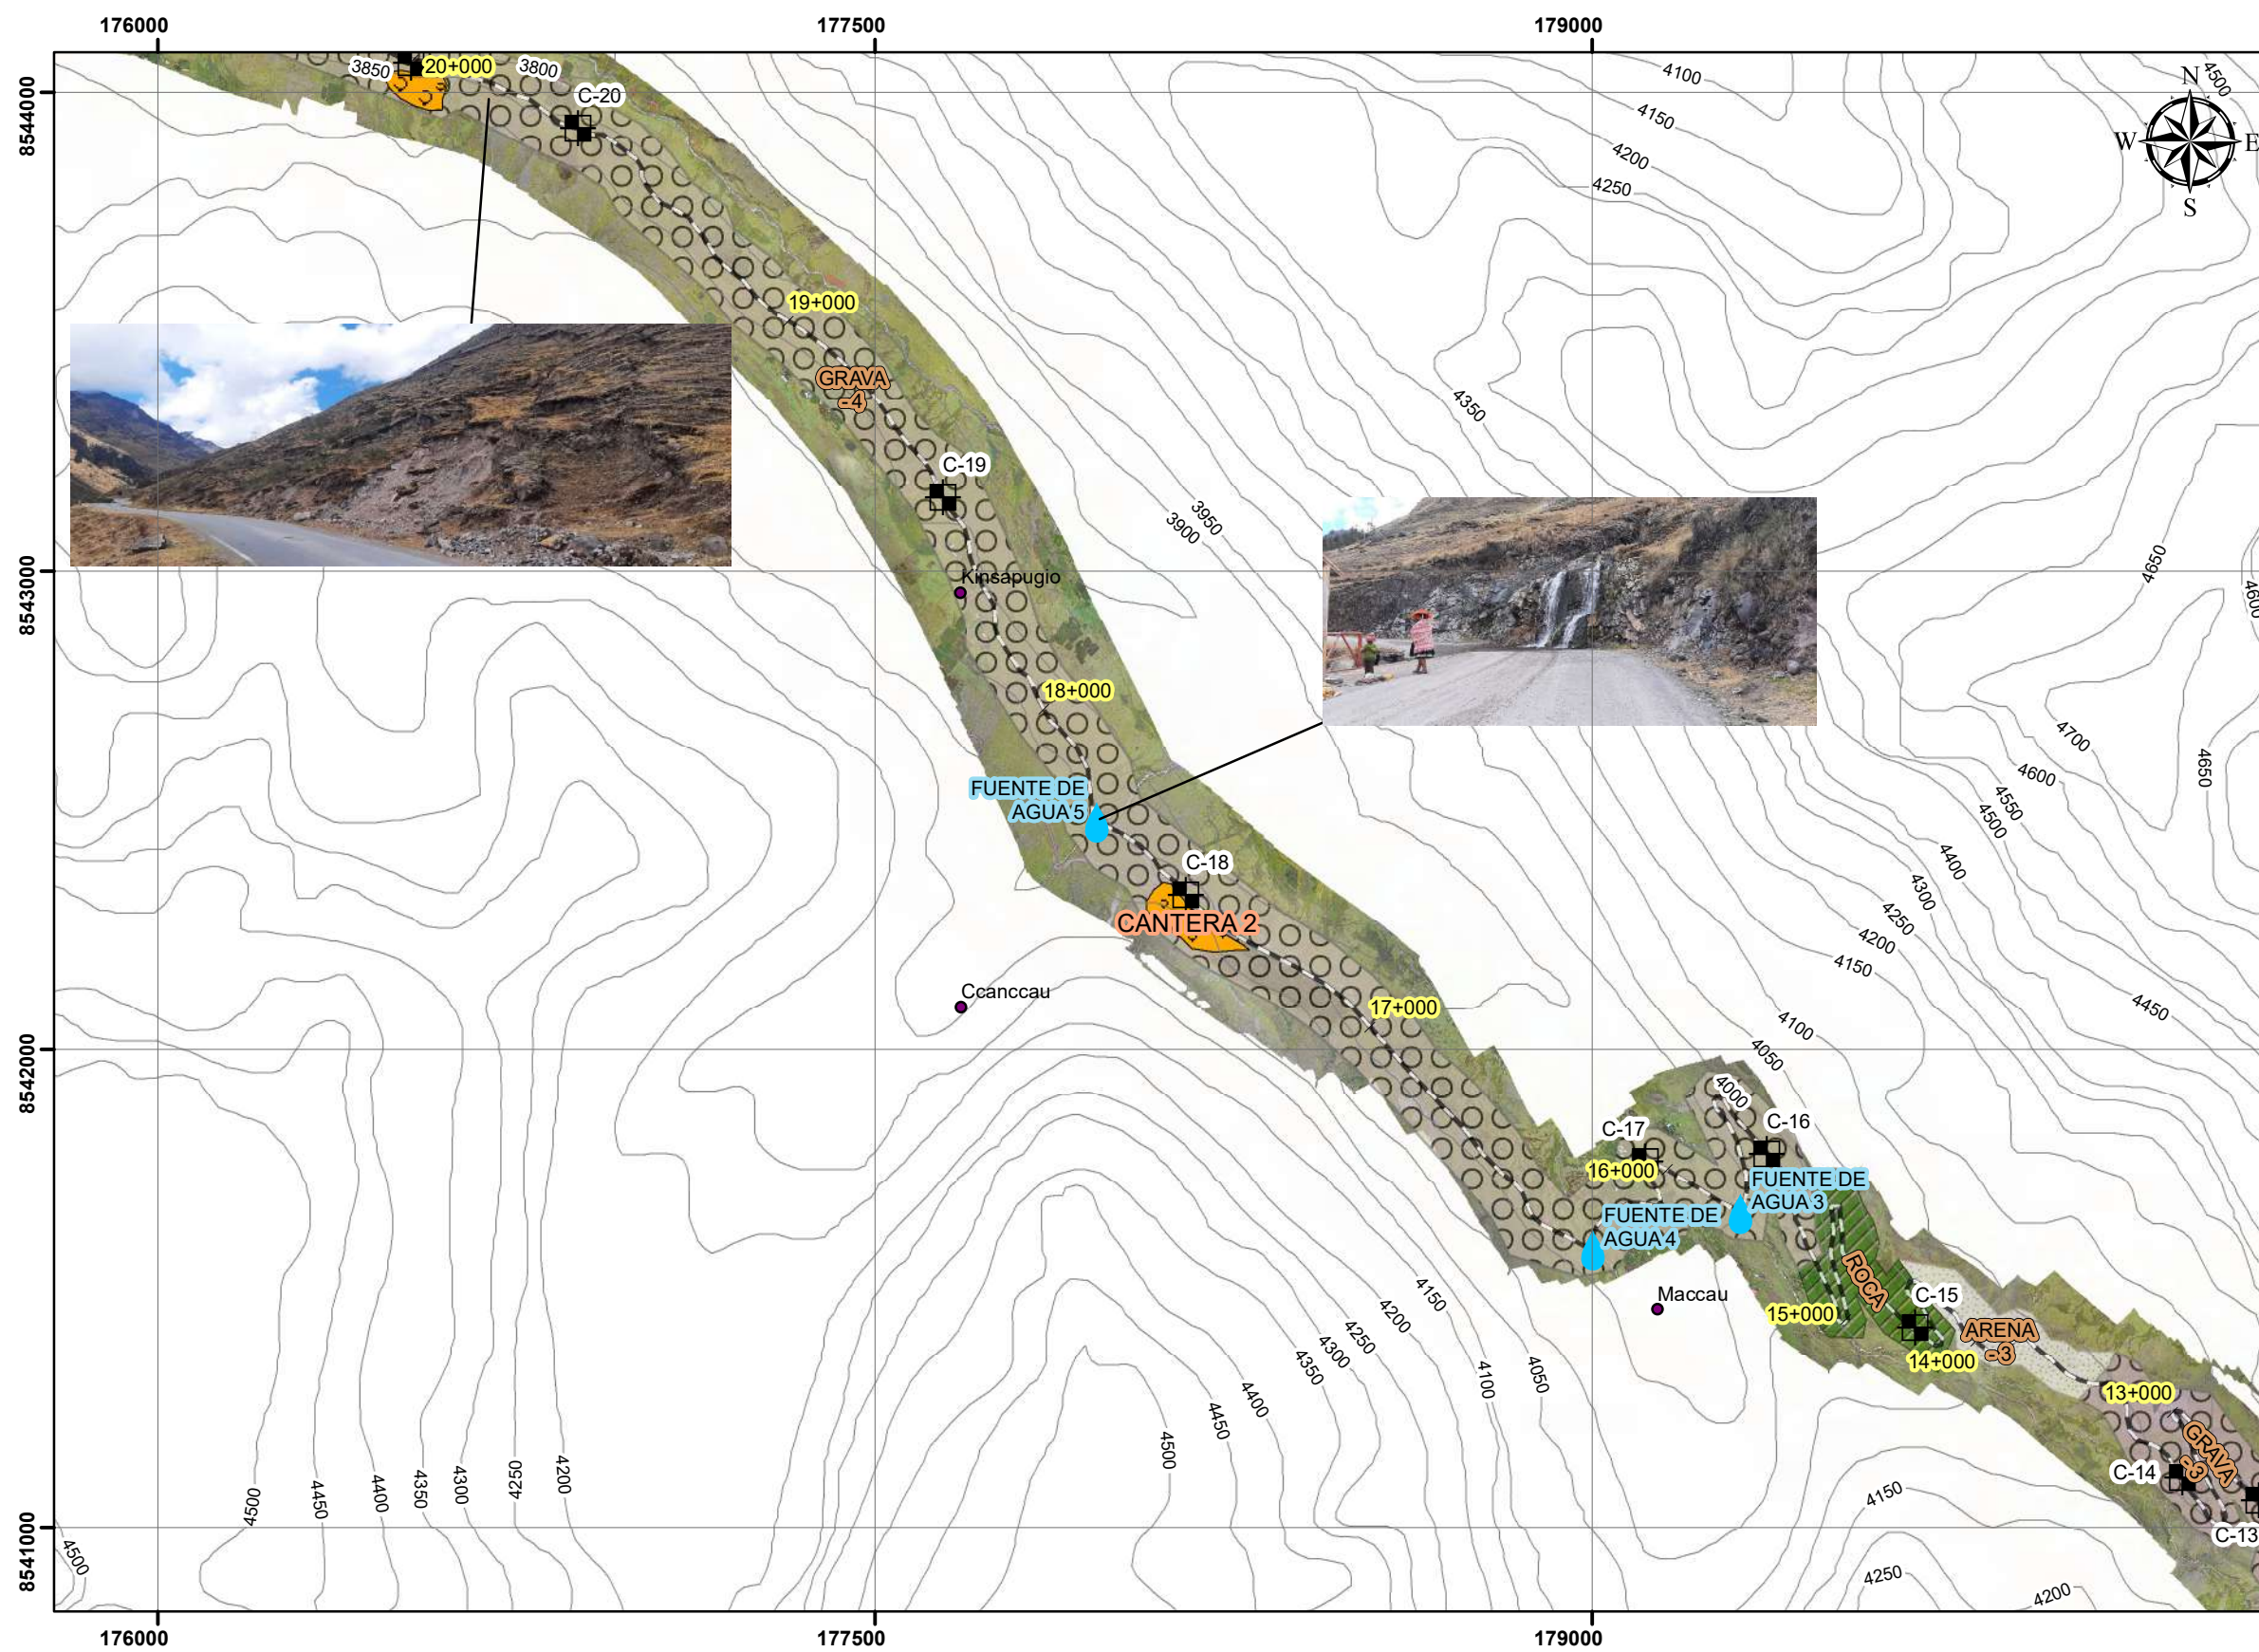 176000
177500
179000
8544000
8543000
8542000
8541000
N
W
E
S
3850
20+000
3800
C-20
4100
4150
4200
4250
4500
19+000
GRAVA
-4
4350
C-19
3950
3900
4650
4600
Kinsapugio
18+000
4700
4600
4650
4550
4500
FUENTE DE
AGUA 5
C-18
CANTERA 2
4400
4300
4250
4200
4150
4450
Ccanccau
17+000
4100
4050
4000
C-17
C-16
16+000
FUENTE DE
AGUA 3
FUENTE DE
AGUA 4
ROCA
Maccau
15+000
C-15
ARENA
-3
14+000
13+000
GRAVA
-3
C-14
C-13
4150
4200
4250
4300
4350
4400
4450
4500
4100
4050
4500
4450
4400
4350
4300
4250
4200
4500
4150
4250
4200
176000
177500
179000